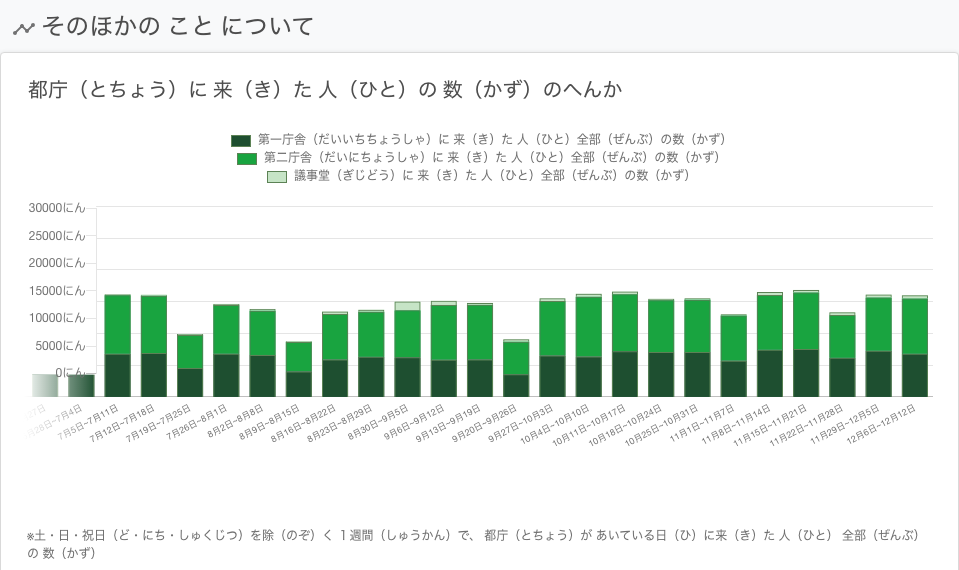 そのほかの こと について
都庁（とちょう）に 来（き）た 人（ひと）の 数（かず）のへんか
第一庁舎（だいいちちょうしゃ）に 来（き）た 人（ひと）全部（ぜんぶ）の数（かず）
第二庁舎（だいにちょうしゃ）に 来（き）た 人（ひと）全部（ぜんぶ）の数（かず）
議事堂（ぎじどう）に 来（き）た 人（ひと）全部（ぜんぶ）の数（かず）
30000にん
25000にん
20000にん
15000にん
10000にん
5000にん
0にん
7月5日~7月11日
7月12日~7月18日
7月19日~7月25日
7月26日~8月1日
8月2日~8月8日
8月9日~8月15日
8月16日~8月22日
8月23日~8月29日
8月30日~9月5日
9月6日~9月12日
9月13日~9月19日
9月20日~9月26日
9月27日~10月3日
10月4日~10月10日
10月11日~10月17日
10月18日~10月24日
10月25日~10月31日
11月1日~11月7日
11月8日~11月14日
11月15日~11月21日
11月22日~11月28日
11月29日~12月5日
12月6日~12月12日
※土・日・祝日（ど・にち・しゅくじつ）を除（のぞ）く １週間（しゅうかん）で、 都庁（とちょう）が あいている日（ひ）に来（き）た 人（ひと） 全部（ぜんぶ）
の 数（かず）